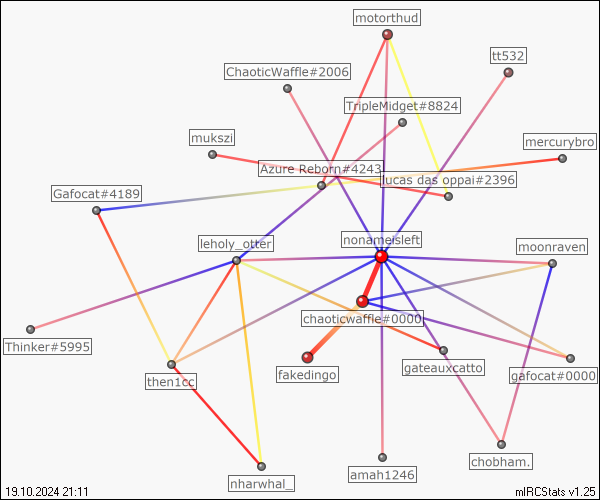 motorthud
tt532
ChaoticWaffle#2006
TripleMidget#8824
mukszi
mercurybro
Azure Reborn#4243
lucas das oppai#2396
Gafocat#4189
nonameisleft
leholy_otter
moonraven
chaoticwaffle#0000
Thinker#5995
gateauxcatto
fakedingo
gafocat#0000
then1cc
chobham.
amah1246
nharwhal_
19.10.2024 21:11
mIRCStats v1.25